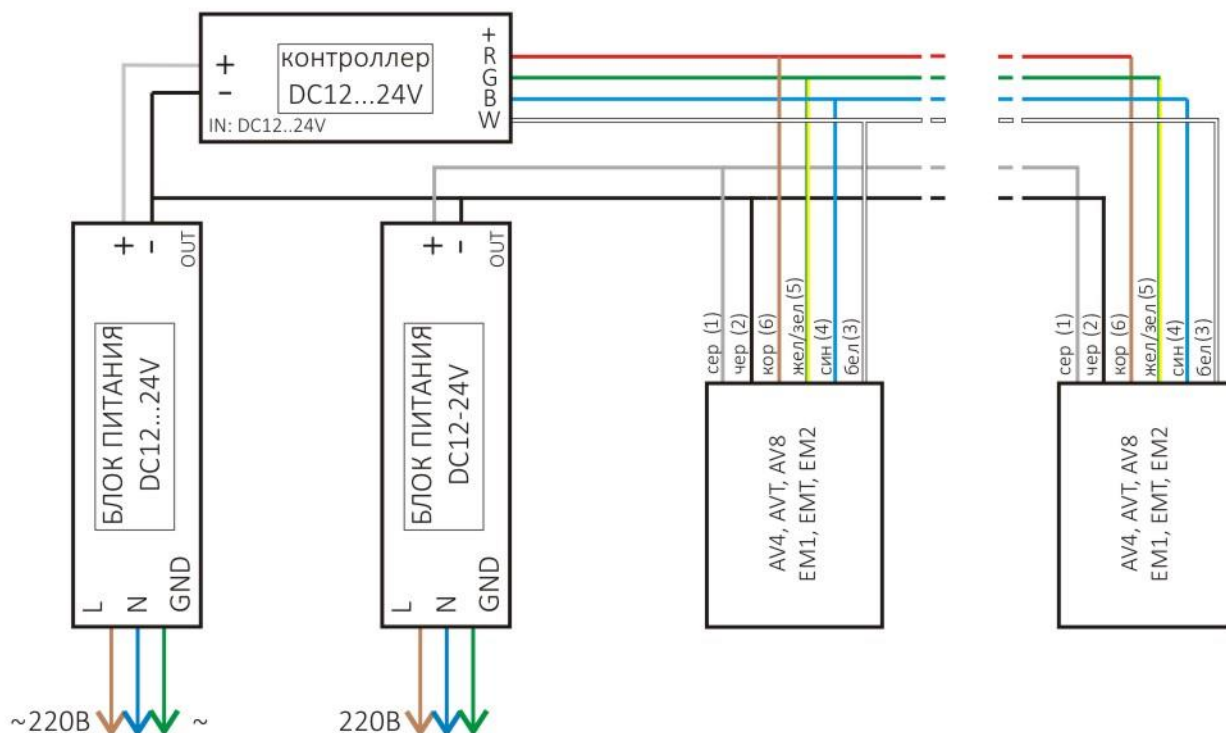 контроллер
DC12...24V
+
-
IN: DC12..24V
+
R
G
B
W
+
-
OUT
БЛОК ПИТАНИЯ
DC12...24V
L
N
GND
~220В
~
+
-
OUT
БЛОК ПИТАНИЯ
DC12-24V
L
N
GND
220В
сер (1)
чер (2)
кор (6)
жел/зел (5)
син (4)
бел (3)
AV4, AVT, AV8
EM1, EMT, EM2
сер (1)
чер (2)
кор (6)
жел/зел (5)
син (4)
бел (3)
AV4, AVT, AV8
EM1, EMT, EM2